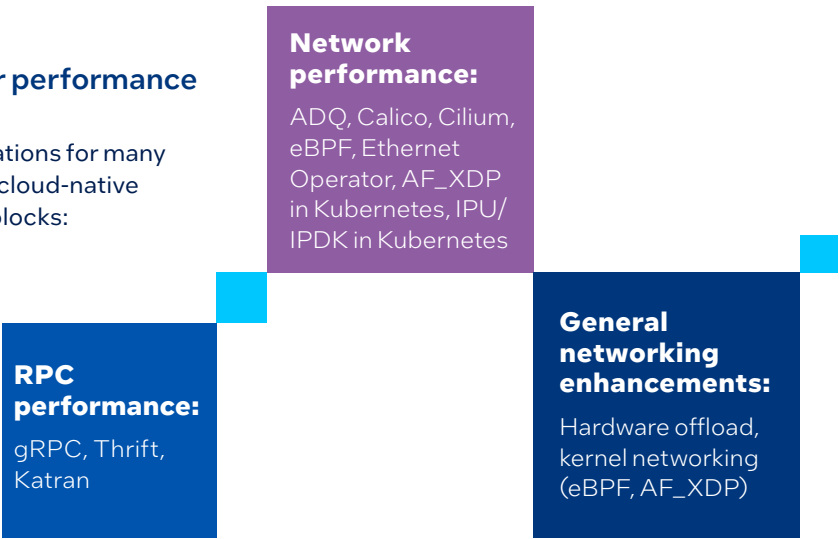 r performance
ations for many
cloud-native
locks:
Network
performance:
ADQ, Calico, Cilium,
eBPF, Ethernet
Operator, AF_XDP
in Kubernetes, IPU/
IPDK in Kubernetes
RPC
performance:
gRPC, Thrift,
Katran
General
networking
enhancements:
Hardware offload,
kernel networking
(eBPF, AF_XDP)